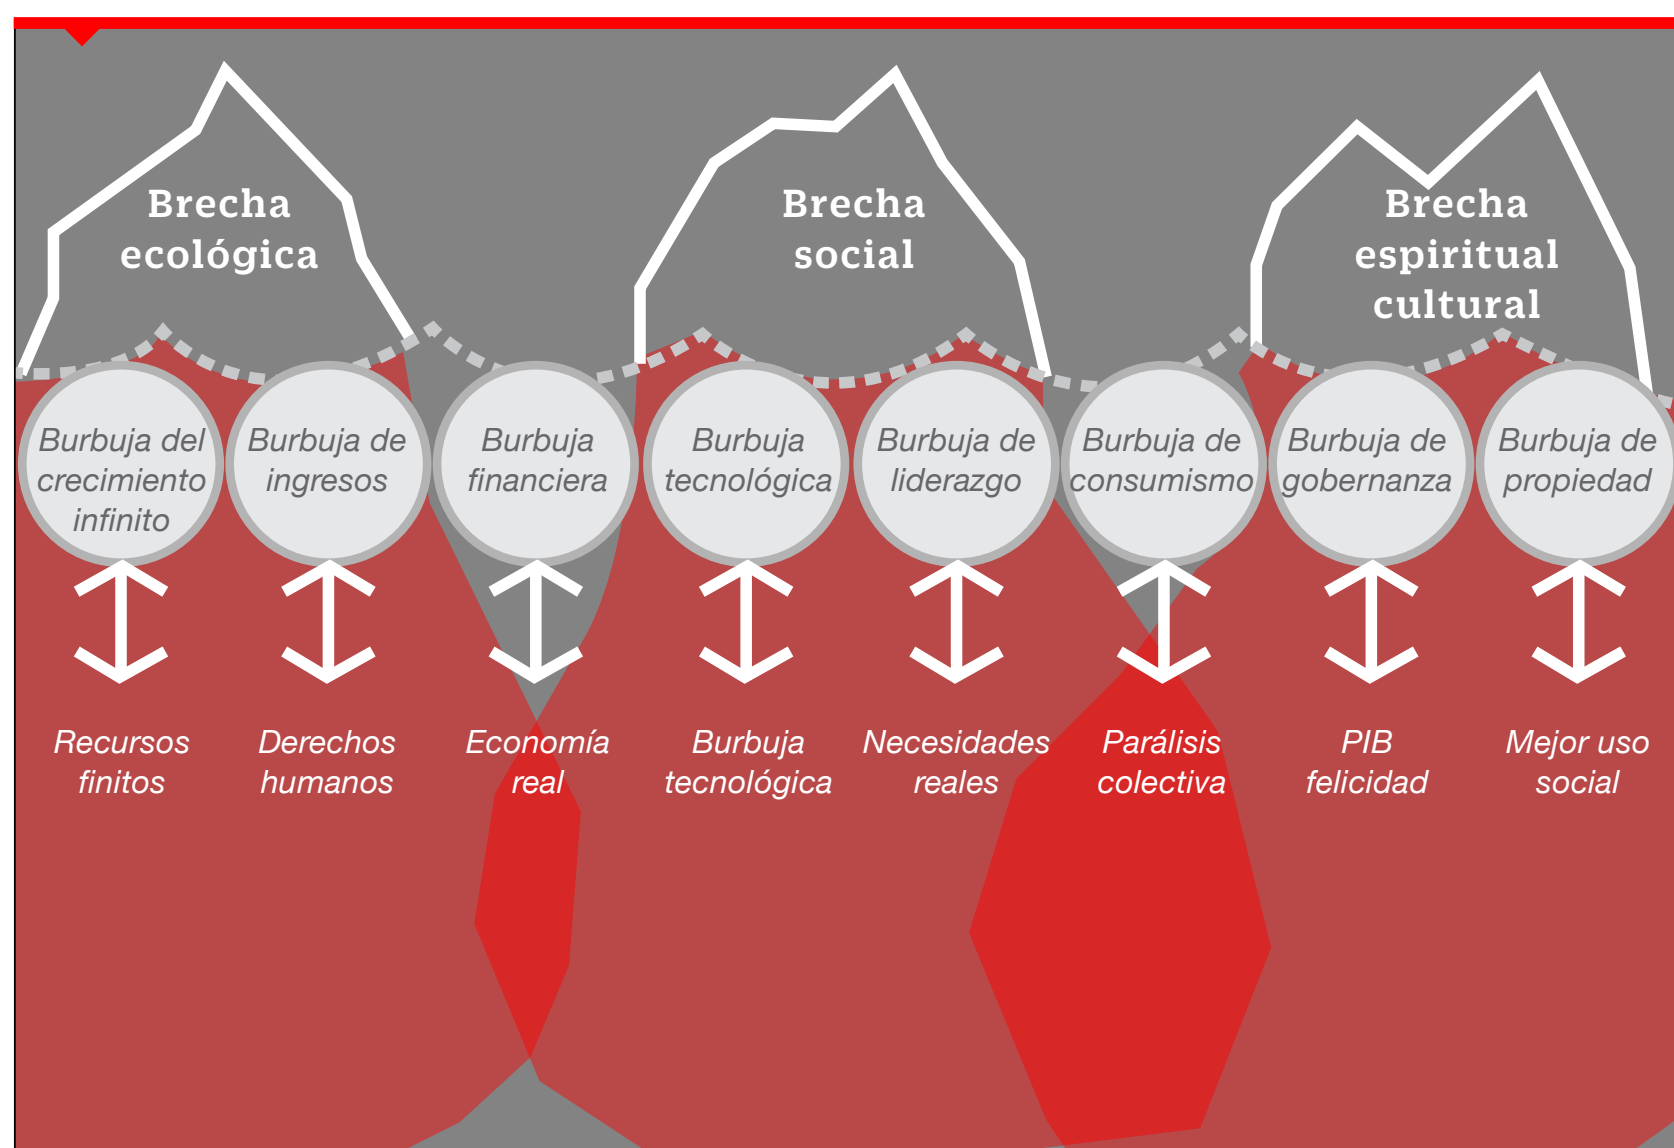 Brecha
ecológica
Brecha
social
Brecha
espiritual
cultural
Burbuja del
crecimiento
infinito
Burbuja de
ingresos
Burbuja
financiera
Burbuja
tecnológica
Burbuja de
liderazgo
Burbuja de
consumismo
Burbuja de
gobernanza
Burbuja de
propiedad
Recursos
finitos
Derechos
humanos
Economía
real
Burbuja
tecnológica
Necesidades
reales
Parálisis
colectiva
PIB
felicidad
Mejor uso
social